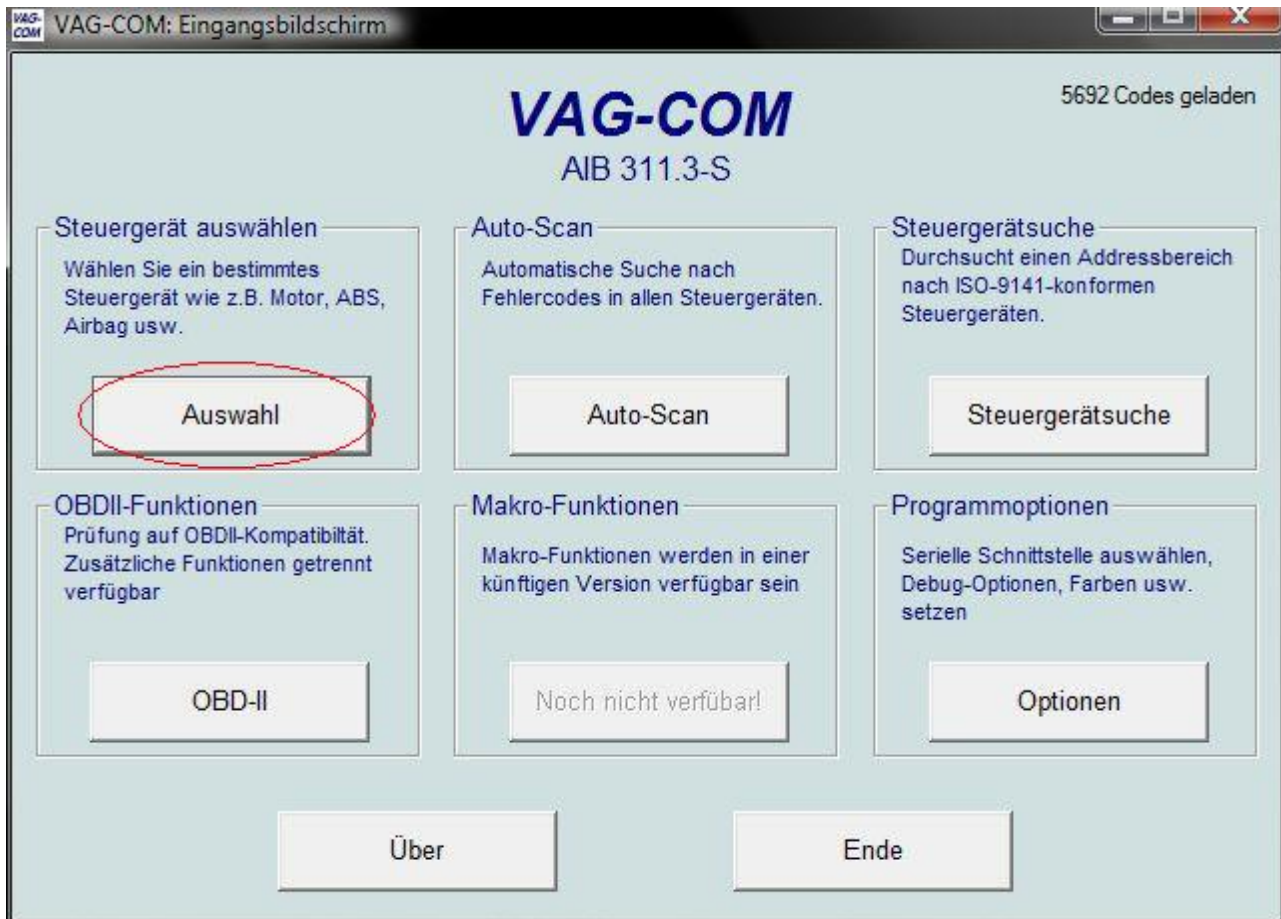 VAG-COM
VAG-COM: Eingangsbildschirm
5692 Codes geladen
VAG-COM
AIB 311.3-S
Steuergerät auswählen
Wählen Sie ein bestimmtes
Steuergerät wie z.B. Motor, ABS,
Airbag usw.
Auswahl
Auto-Scan
Automatische Suche nach
Fehlercodes in allen Steuergeräten.
Auto-Scan
Steuergerätsuche
Durchsucht einen Addressbereich
nach ISO-9141-konformen
Steuergeräten.
Steuergerätsuche
OBDII-Funktionen
Prüfung auf OBDII-Kompatibiltät.
Zusätzliche Funktionen getrennt
verfügbar
OBD-II
Makro-Funktionen
Makro-Funktionen werden in einer
künftigen Version verfügbar sein
Noch nicht verfübar!
Programmoptionen
Serielle Schnittstelle auswählen,
Debug-Optionen, Farben usw.
setzen
Optionen
Über
Ende